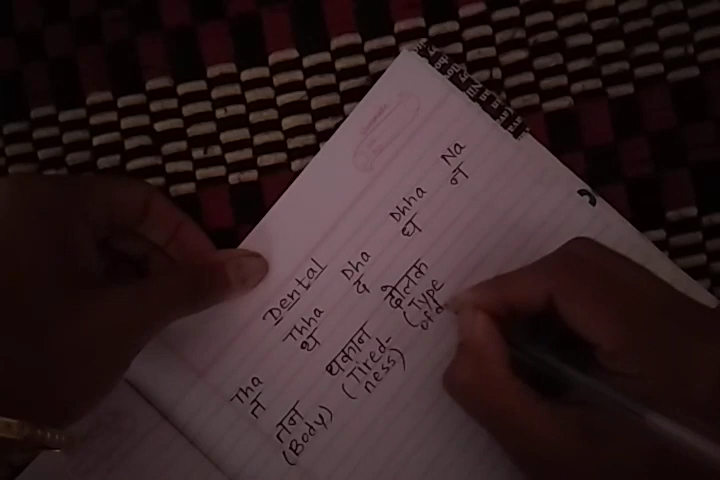 Dental
Tha Thha Dha Dhha Na
त थ द ध न
तन थकान दोलक
(Body) (Tired- (Type
ness) of